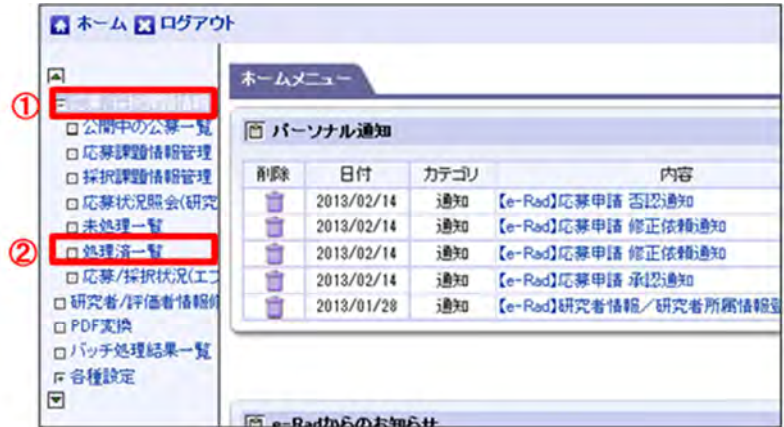 ホーム ログアウト
ホームメニュー
①
公開中の公募一覧
応募課題情報管理
採択課題情報管理
応募状況照会(研究
未処理一覧
②
処理済一覧
応募/採択状況(エフ
研究者/評価者情報修
PDF変換
バッチ処理結果一覧
各種設定
パーソナル通知
削除 日付 カテゴリ 内容
2013/02/14 通知 【e-Rad】応募申請 否認通知
2013/02/14 通知 【e-Rad】応募申請 修正依頼通知
2013/02/14 通知 【e-Rad】応募申請 修正依頼通知
2013/02/14 通知 【e-Rad】応募申請 承認通知
2013/01/28 通知 【e-Rad】研究者情報／研究者所属情報登
e-Radからのお知らせ